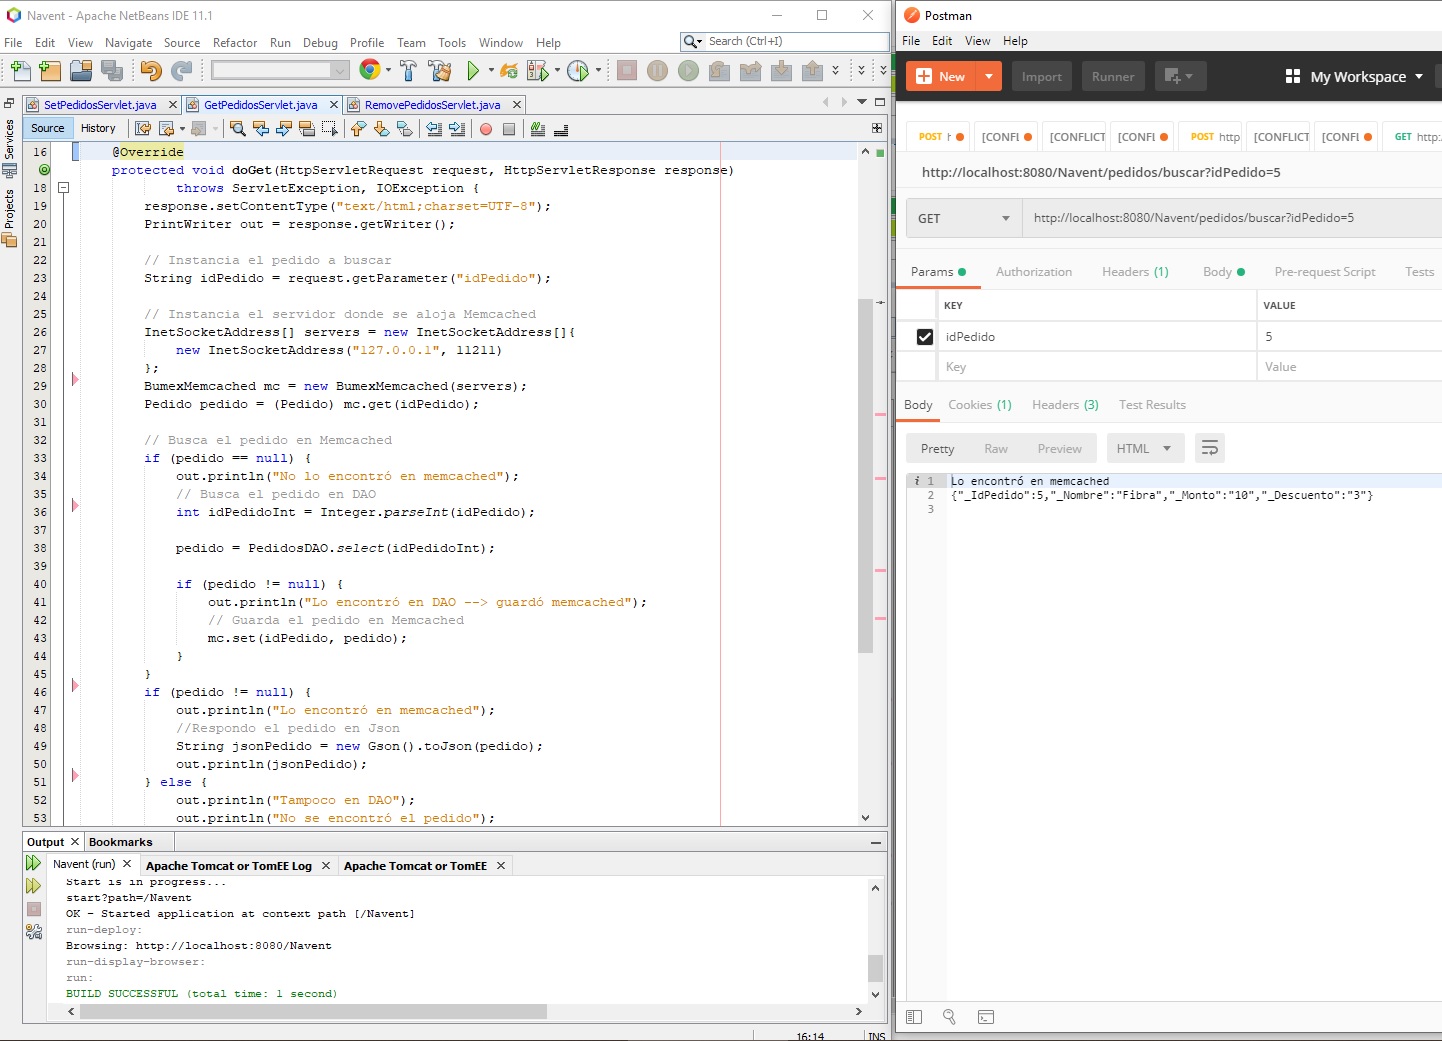 Navent - Apache NetBeans IDE 11.1
File Edit View Navigate Source Refactor Run Debug Profile Team Tools Window Help
Search (Ctrl+I)
SetPedidosServlet.java GetPedidosServlet.java RemovePedidosServlet.java
Source History
Services
Projects
16 @Override
protected void doGet(HttpServletRequest request, HttpServletResponse response)
18 throws ServletException, IOException {
19 response.setContentType("text/html;charset=UTF-8");
20 PrintWriter out = response.getWriter();
21
22 // Instancia el pedido a buscar
23 String idPedido = request.getParameter("idPedido");
24
25 // Instancia el servidor donde se aloja Memcached
26 InetSocketAddress[] servers = new InetSocketAddress[]{
27 new InetSocketAddress("127.0.0.1", 11211)
28 };
29 BumexMemcached mc = new BumexMemcached(servers);
30 Pedido pedido = (Pedido) mc.get(idPedido);
31
32 // Busca el pedido en Memcached
33 if (pedido == null) {
34 out.println("No lo encontró en memcached");
35 // Busca el pedido en DAO
36 int idPedidoInt = Integer.parseInt(idPedido);
37
38 pedido = PedidosDAO.select(idPedidoInt);
39
40 if (pedido != null) {
41 out.println("Lo encontró en DAO --> guardó memcached");
42 // Guarda el pedido en Memcached
43 mc.set(idPedido, pedido);
44 }
45 }
46 if (pedido != null) {
47 out.println("Lo encontró en memcached");
48 //Respondo el pedido en Json
49 String jsonPedido = new Gson().toJson(pedido);
50 out.println(jsonPedido);
51 } else {
52 out.println("Tampoco en DAO");
53 out.println("No se encontró el pedido");
Output Bookmarks
Navent (run) Apache Tomcat or TomEE Log Apache Tomcat or TomEE
Start is in progress...
start?path=/Navent
OK - Started application at context path [/Navent]
run-deploy:
Browsing: http://localhost:8080/Navent
run-display-browser:
run:
BUILD SUCCESSFUL (total time: 1 second)
16:14 INS
Postman
File Edit View Help
New Import Runner My Workspace
POST [CONFI [CONFLICT [CONFI POST http [CONFLICT [CONFI GET http:
http://localhost:8080/Navent/pedidos/buscar?idPedido=5
GET http://localhost:8080/Navent/pedidos/buscar?idPedido=5
Params Authorization Headers (1) Body Pre-request Script Tests
KEY VALUE
idPedido 5
Key Value
Body Cookies (1) Headers (3) Test Results
Pretty Raw Preview HTML
i 1 Lo encontró en memcached
2 {"_IdPedido":5,"_Nombre":"Fibra","_Monto":"10","_Descuento":"3"}
3